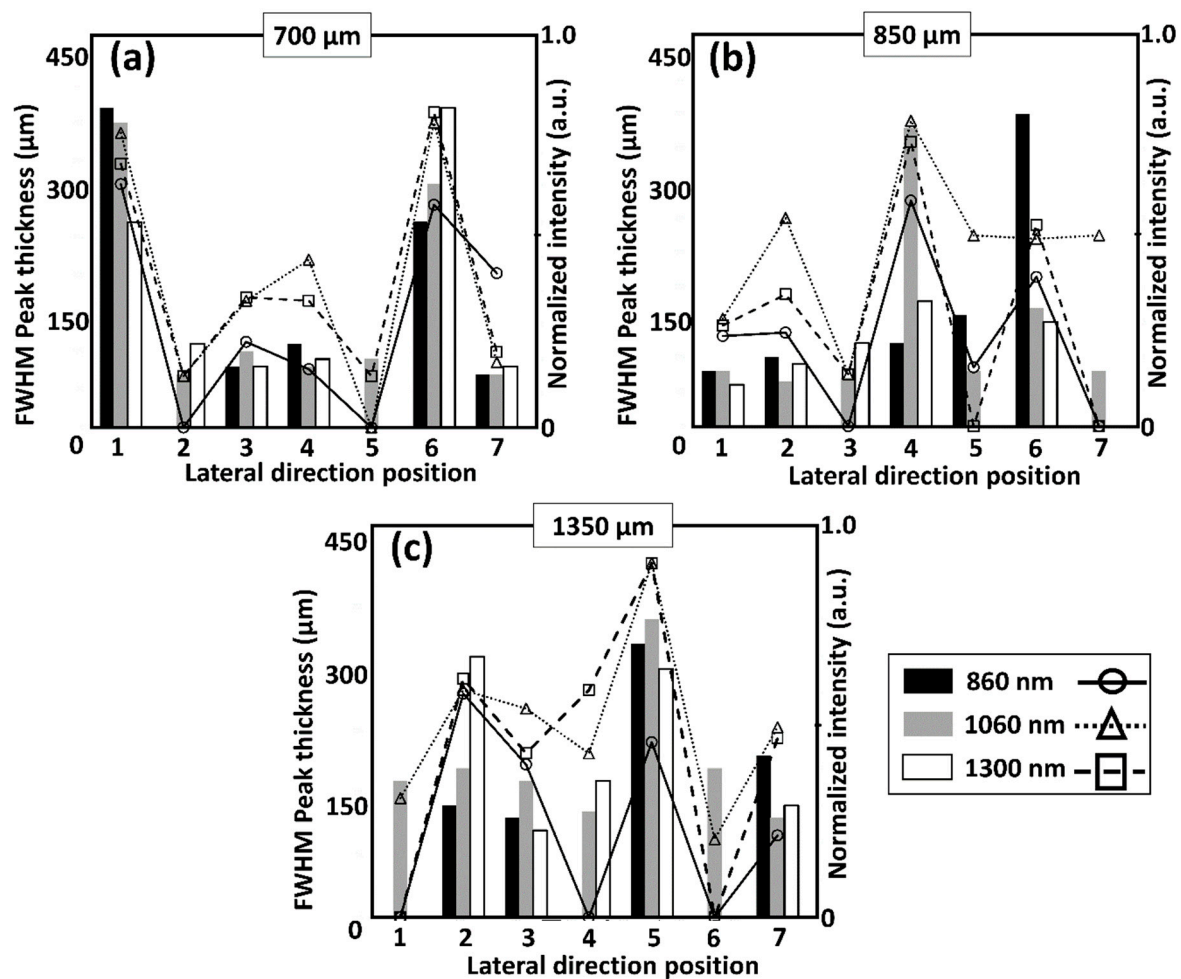 700 µm
(a)
450
300
150
0
FWHM Peak thickness (µm)
1.0
0
Normalized intensity (a.u.)
1 2 3 4 5 6 7
Lateral direction position
850 µm
(b)
450
300
150
0
FWHM Peak thickness (µm)
1.0
0
Normalized intensity (a.u.)
1 2 3 4 5 6 7
Lateral direction position
1350 µm
(c)
450
300
150
0
FWHM Peak thickness (µm)
1.0
0
Normalized intensity (a.u.)
1 2 3 4 5 6 7
Lateral direction position
860 nm
1060 nm
1300 nm